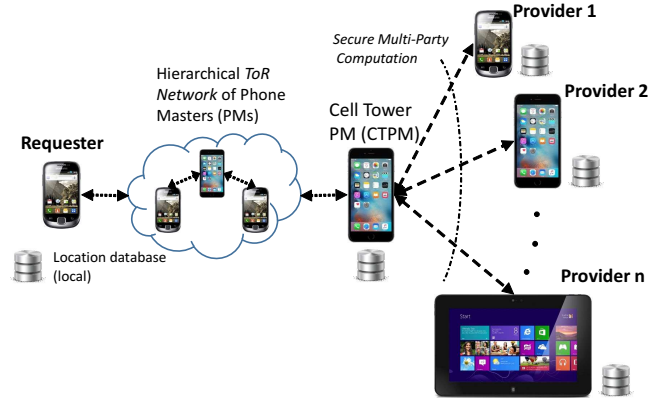 Provider 1
Secure Multi-Party
Computation
Hierarchical ToR
Network of Phone
Masters (PMs)
Provider 2
Cell Tower
PM (CTPM)
Requester
Location database
(local)
Provider n
Start